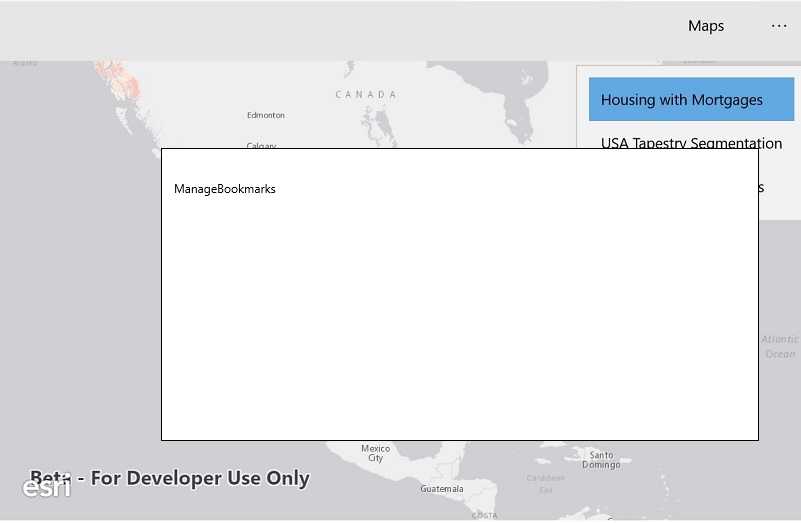 Maps
...
Alaska
CANADA
Housing with Mortgages
Edmonton
Calgary
USA Tapestry Segmentation
s
ManageBookmarks
Atlantic
Ocean
Mexico
City
Santo
Domingo
Beta - For Developer Use Only
esri
Caribbean
Sea
Guatemala
COSTA